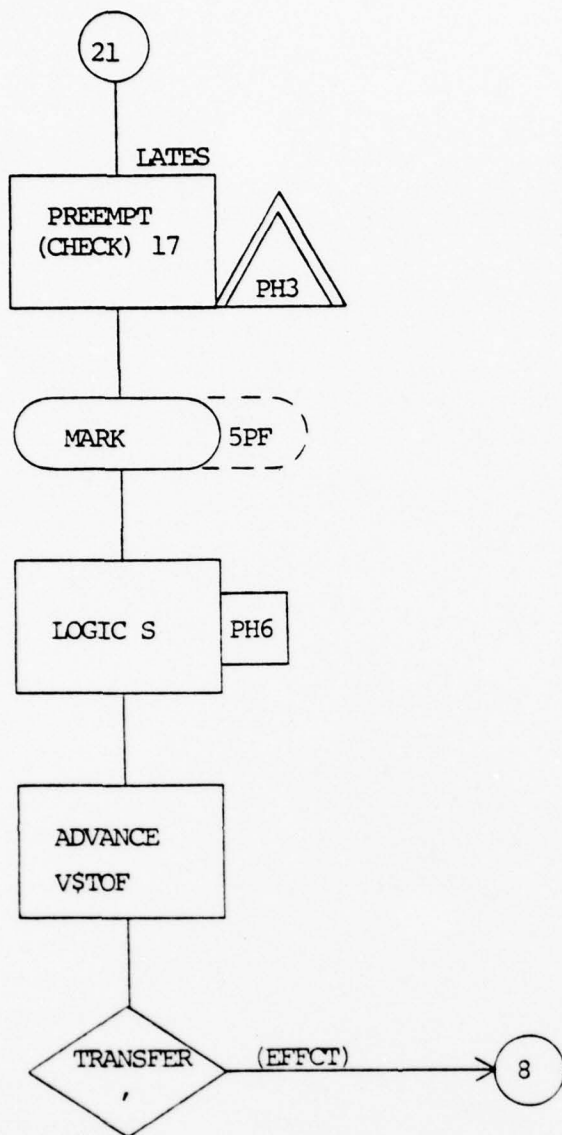 21
LATES
PREEMPT
(CHECK) 17
PH3
MARK
5PF
LOGIC S
PH6
ADVANCE
V$TOF
TRANSFER
,
(EFFCT)
8